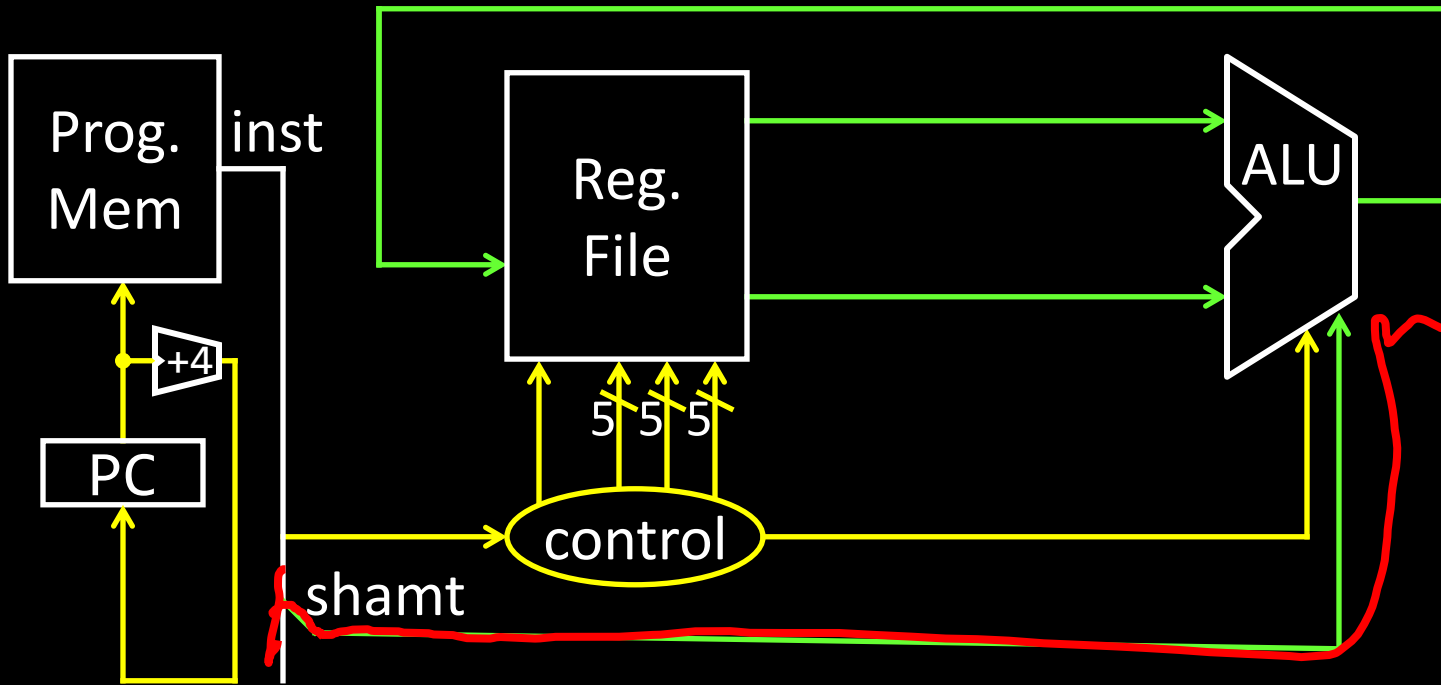 Prog.
Mem
inst
Reg.
File
ALU
+4
5 5 5
PC
control
shamt